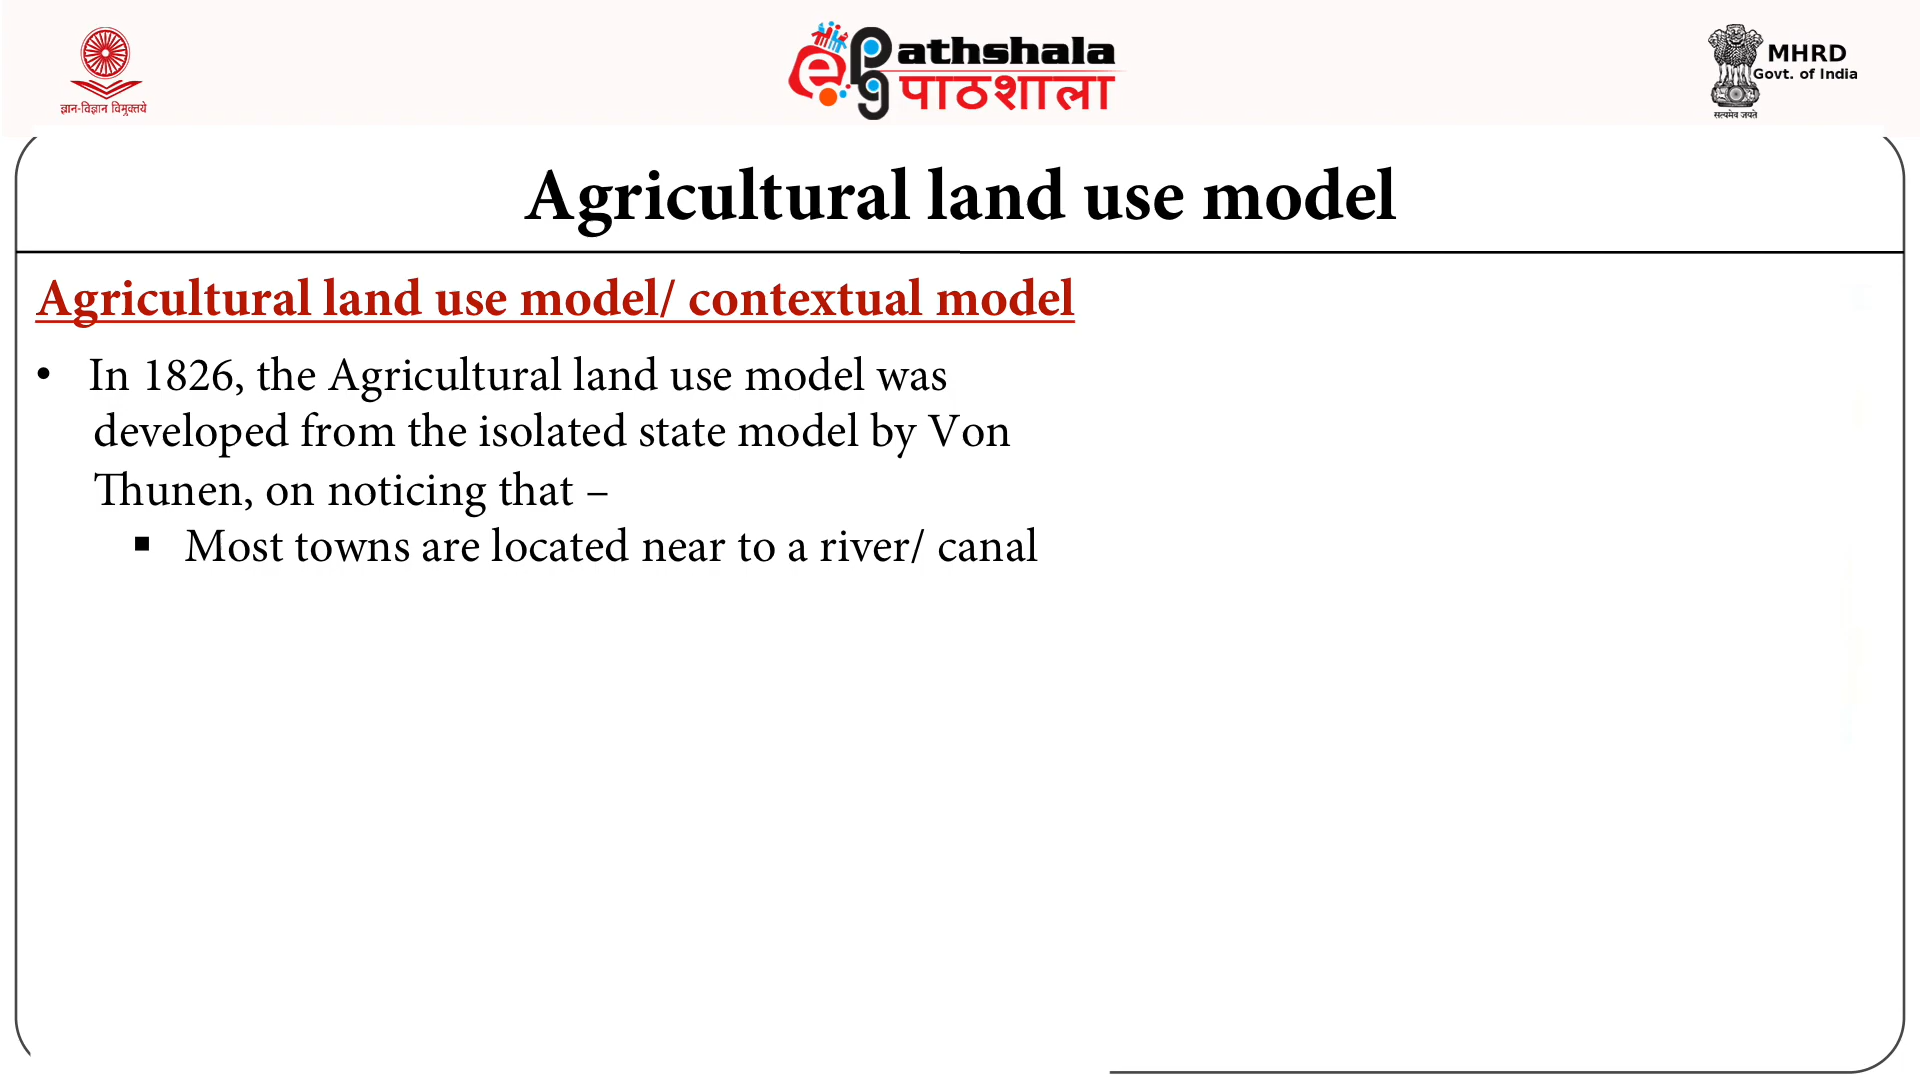 ज्ञान-विज्ञान विमुक्तये
e pg athshala
पाठशाला
MHRD
Govt. of India
सत्यमेव जयते
Agricultural land use model
Agricultural land use model/ contextual model
• In 1826, the Agricultural land use model was
developed from the isolated state model by Von
Thunen, on noticing that –
▪ Most towns are located near to a river/ canal